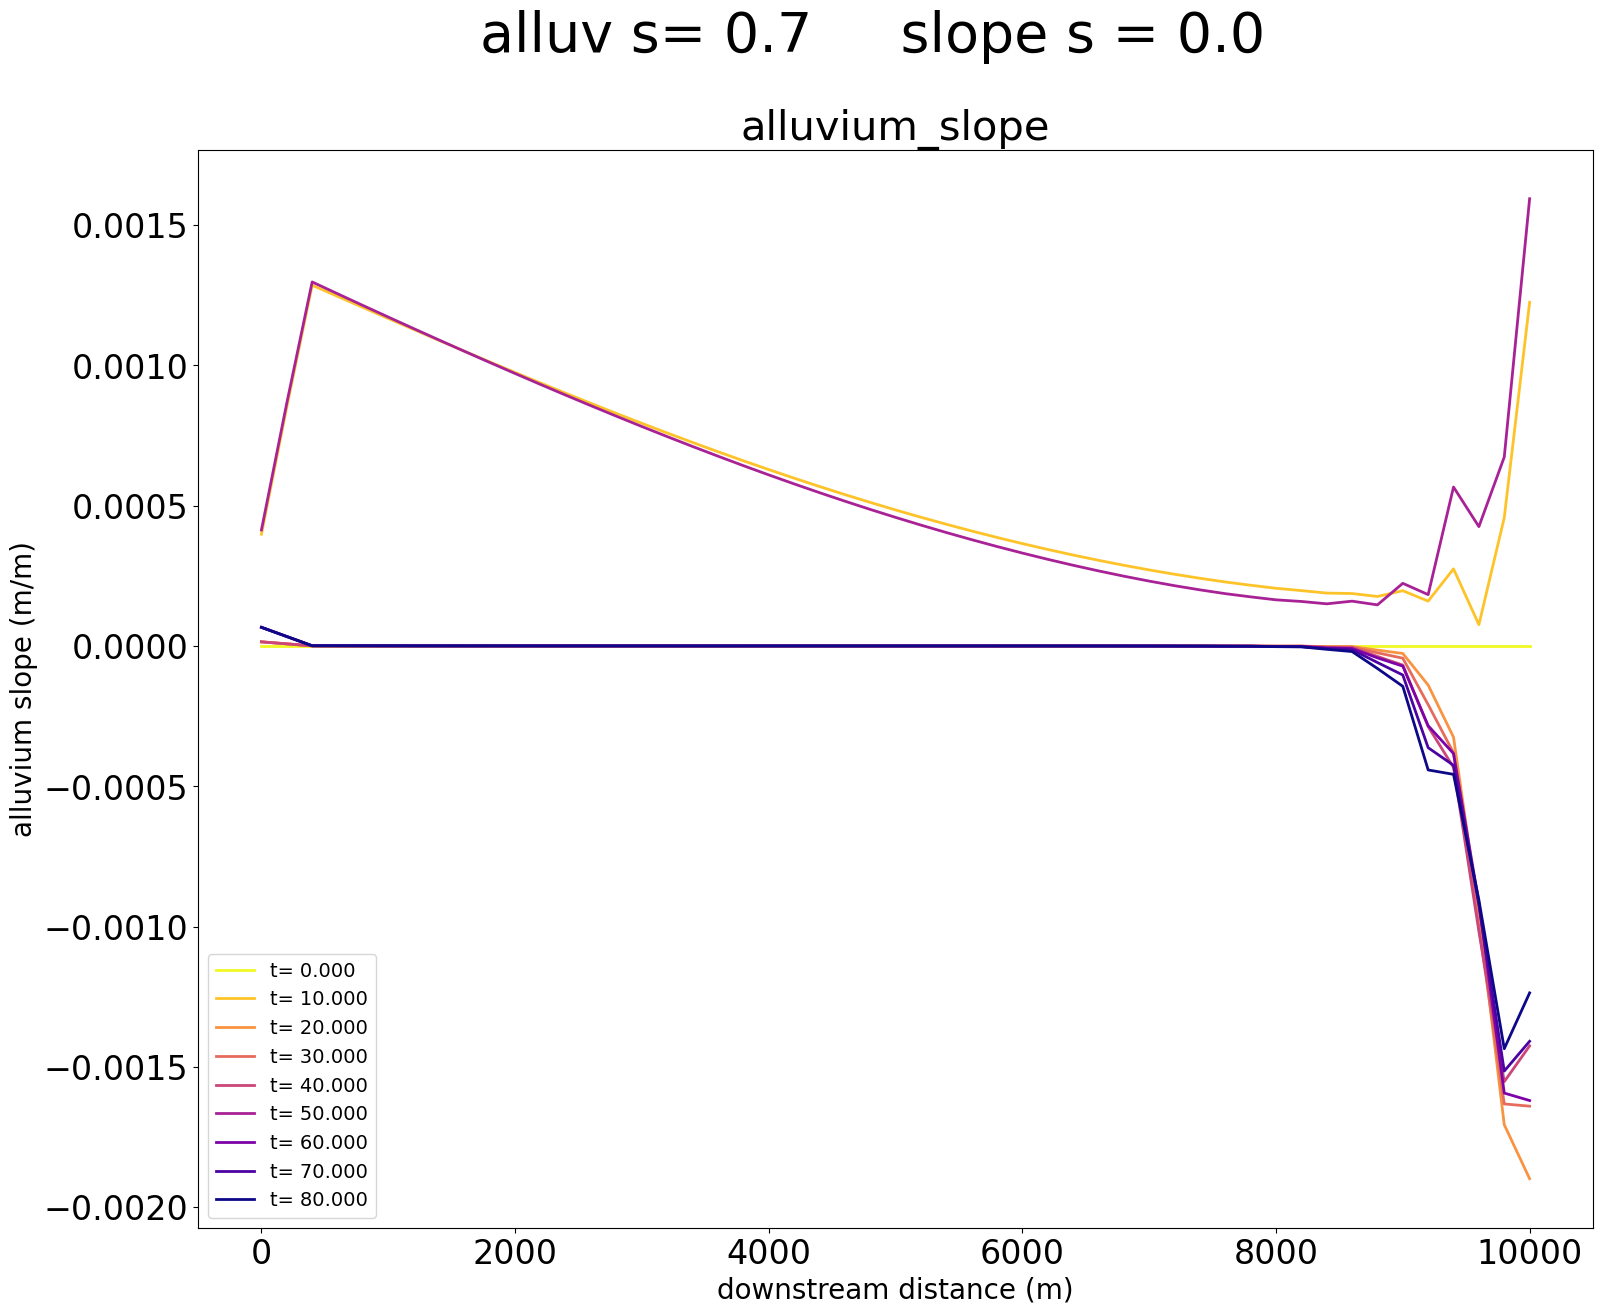 alluv s= 0.7     slope s = 0.0
alluvium_slope
alluvium slope (m/m)
0.0015
0.0010
0.0005
0.0000
−0.0005
−0.0010
−0.0015
−0.0020
t= 0.000
t= 10.000
t= 20.000
t= 30.000
t= 40.000
t= 50.000
t= 60.000
t= 70.000
t= 80.000
0 2000 4000 6000 8000 10000
downstream distance (m)